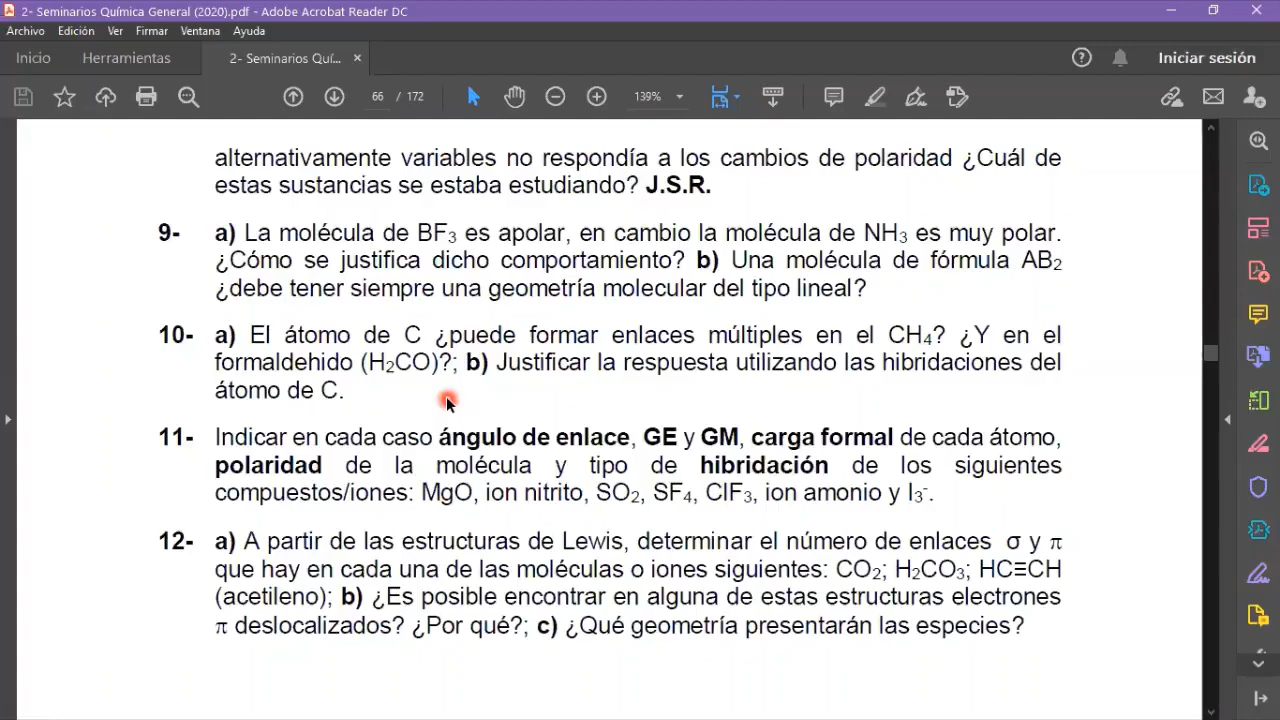 2- Seminarios Química General (2020).pdf - Adobe Acrobat Reader DC
Archivo Edición Ver Firmar Ventana Ayuda
Inicio Herramientas 2- Seminarios Quí... × Iniciar sesión
66 / 172 139%
alternativamente variables no respondía a los cambios de polaridad ¿Cuál de
estas sustancias se estaba estudiando? J.S.R.
9- a) La molécula de BF₃ es apolar, en cambio la molécula de NH₃ es muy polar.
¿Cómo se justifica dicho comportamiento? b) Una molécula de fórmula AB₂
¿debe tener siempre una geometría molecular del tipo lineal?
10- a) El átomo de C ¿puede formar enlaces múltiples en el CH₄? ¿Y en el
formaldehido (H₂CO)?; b) Justificar la respuesta utilizando las hibridaciones del
átomo de C.
11- Indicar en cada caso ángulo de enlace, GE y GM, carga formal de cada átomo,
polaridad de la molécula y tipo de hibridación de los siguientes
compuestos/iones: MgO, ion nitrito, SO₂, SF₄, ClF₃, ion amonio y I₃⁻.
12- a) A partir de las estructuras de Lewis, determinar el número de enlaces σ y π
que hay en cada una de las moléculas o iones siguientes: CO₂; H₂CO₃; HC≡CH
(acetileno); b) ¿Es posible encontrar en alguna de estas estructuras electrones
π deslocalizados? ¿Por qué?; c) ¿Qué geometría presentarán las especies?